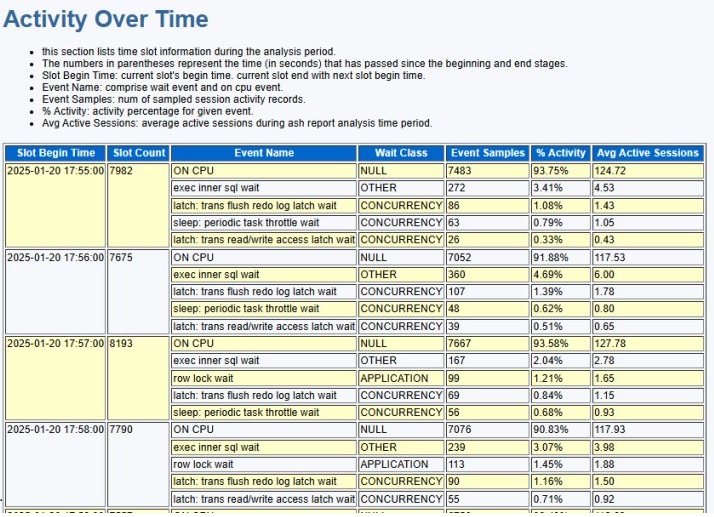 Activity Over Time
this section lists time slot information during the analysis period.
The numbers in parentheses represent the time (in seconds) that has passed since the beginning and end stages.
Slot Begin Time: current slot's begin time. current slot end with next slot begin time.
Event Name: comprise wait event and on cpu event.
Event Samples: num of sampled session activity records.
% Activity: activity percentage for given event.
Avg Active Sessions: average active sessions during ash report analysis time period.
Slot Begin Time Slot Count Event Name Wait Class Event Samples % Activity Avg Active Sessions
2025-01-20 17:55:00 7982 ON CPU NULL 7483 93.75% 124.72
exec inner sql wait OTHER 272 3.41% 4.53
latch: trans flush redo log latch wait CONCURRENCY 86 1.08% 1.43
sleep: periodic task throttle wait CONCURRENCY 63 0.79% 1.05
latch: trans read/write access latch wait CONCURRENCY 26 0.33% 0.43
2025-01-20 17:56:00 7675 ON CPU NULL 7052 91.88% 117.53
exec inner sql wait OTHER 360 4.69% 6.00
latch: trans flush redo log latch wait CONCURRENCY 107 1.39% 1.78
sleep: periodic task throttle wait CONCURRENCY 48 0.62% 0.80
latch: trans read/write access latch wait CONCURRENCY 39 0.51% 0.65
2025-01-20 17:57:00 8193 ON CPU NULL 7667 93.58% 127.78
exec inner sql wait OTHER 167 2.04% 2.78
row lock wait APPLICATION 99 1.21% 1.65
latch: trans flush redo log latch wait CONCURRENCY 69 0.84% 1.15
sleep: periodic task throttle wait CONCURRENCY 56 0.68% 0.93
2025-01-20 17:58:00 7790 ON CPU NULL 7076 90.83% 117.93
exec inner sql wait OTHER 239 3.07% 3.98
row lock wait APPLICATION 113 1.45% 1.88
latch: trans flush redo log latch wait CONCURRENCY 90 1.16% 1.50
latch: trans read/write access latch wait CONCURRENCY 55 0.71% 0.92